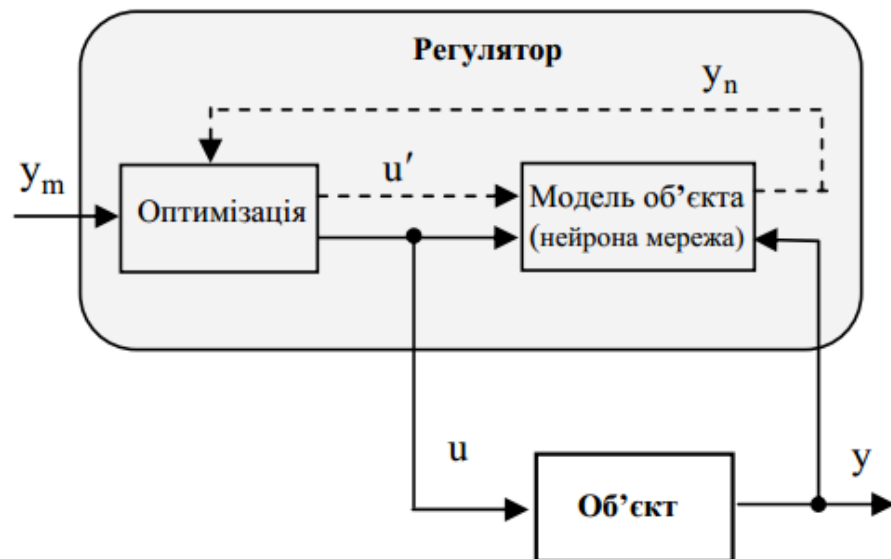 Регулятор
yn
ym
u′
Оптимізація
Модель об’єкта
(нейрона мережа)
u
y
Об’єкт